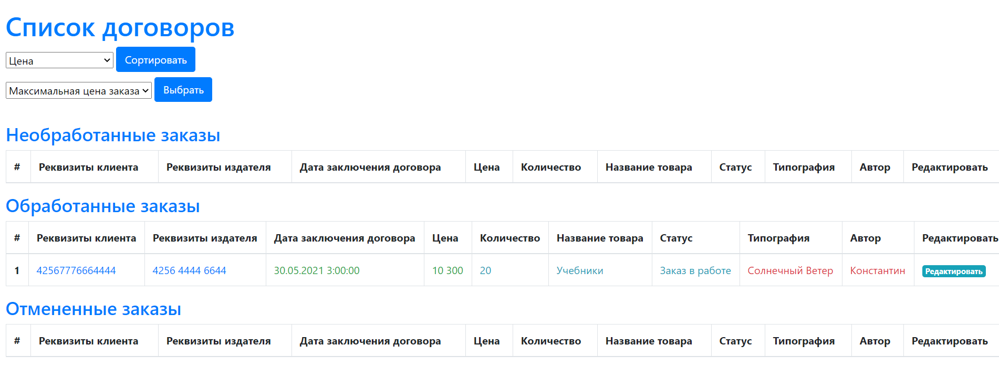 Список договоров
Цена Сортировать
Максимальная цена заказа Выбрать
Необработанные заказы
# Реквизиты клиента Реквизиты издателя Дата заключения договора Цена Количество Название товара Статус Типография Автор Редактировать
Обработанные заказы
# Реквизиты клиента Реквизиты издателя Дата заключения договора Цена Количество Название товара Статус Типография Автор Редактировать
1 42567776664444 4256 4444 6644 30.05.2021 3:00:00 10 300 20 Учебники Заказ в работе Солнечный Ветер Константин Редактировать
Отмененные заказы
# Реквизиты клиента Реквизиты издателя Дата заключения договора Цена Количество Название товара Статус Типография Автор Редактировать